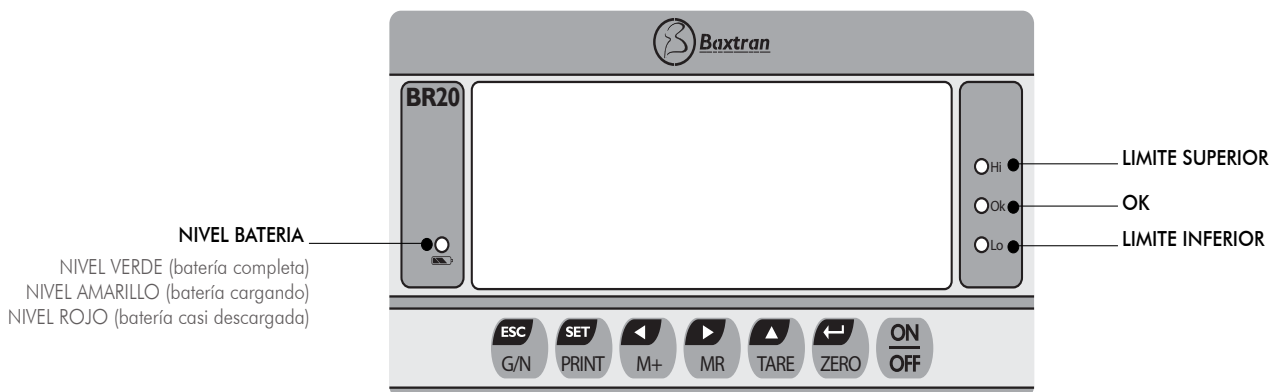 Baxtran
BR20
Hi
LIMITE SUPERIOR
Ok
OK
Lo
LIMITE INFERIOR
NIVEL BATERIA
NIVEL VERDE (batería completa)
NIVEL AMARILLO (batería cargando)
NIVEL ROJO (batería casi descargada)
ESC SET ON
G/N PRINT M+ MR TARE ZERO OFF